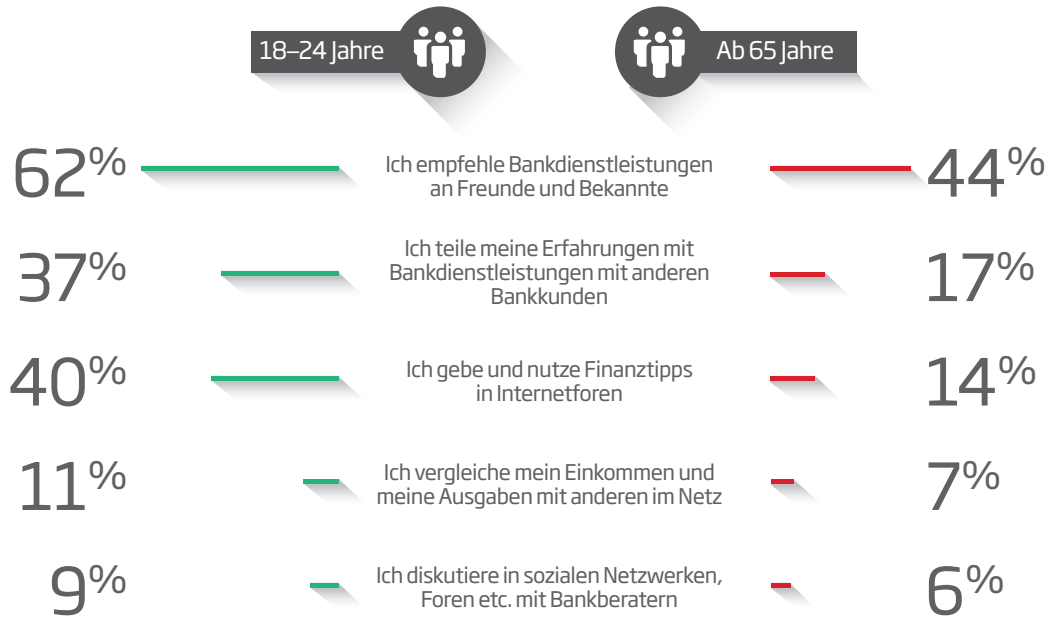 18–24 Jahre
Ab 65 Jahre
62%
Ich empfehle Bankdienstleistungen
an Freunde und Bekannte
44%
37%
Ich teile meine Erfahrungen mit
Bankdienstleistungen mit anderen
Bankkunden
17%
40%
Ich gebe und nutze Finanztipps
in Internetforen
14%
11%
Ich vergleiche mein Einkommen und
meine Ausgaben mit anderen im Netz
7%
9%
Ich diskutiere in sozialen Netzwerken,
Foren etc. mit Bankberatern
6%